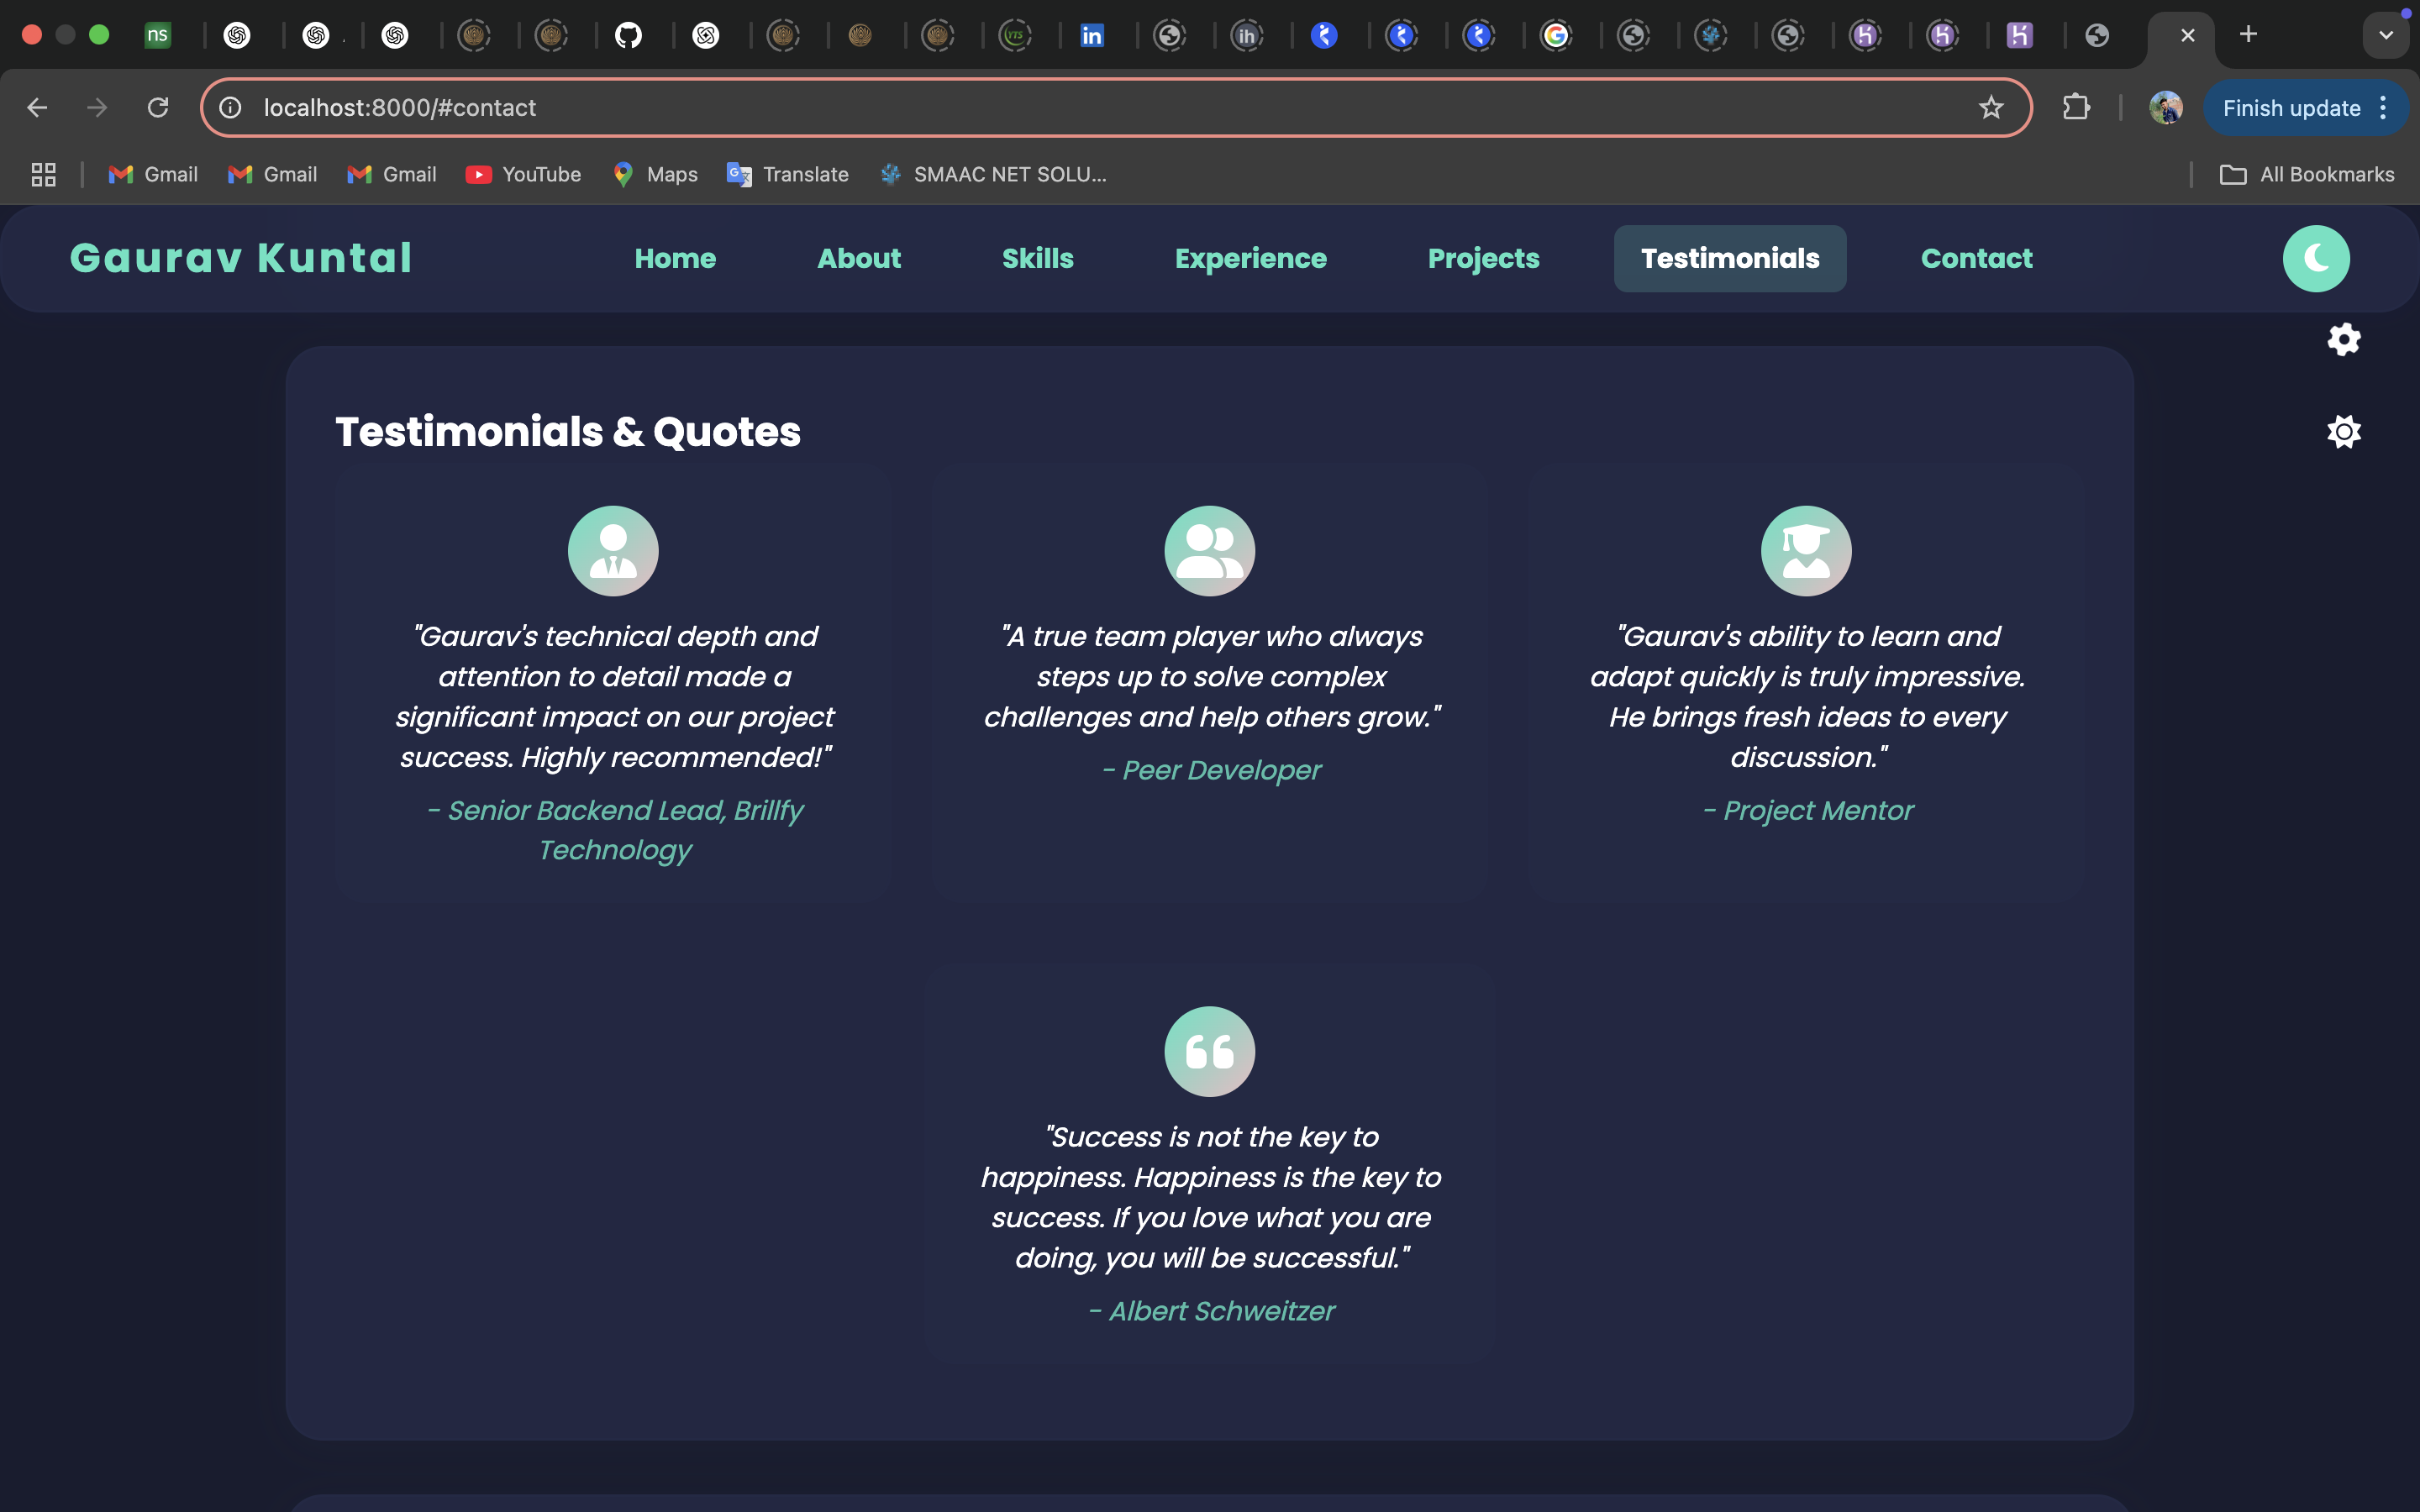 ns
YTS
in
ih
localhost:8000/#contact
Finish update
Gmail
Gmail
Gmail
YouTube
Maps
Translate
SMAAC NET SOLU...
All Bookmarks
Gaurav Kuntal
Home
About
Skills
Experience
Projects
Testimonials
Contact
Testimonials & Quotes
"Gaurav's technical depth and
attention to detail made a
significant impact on our project
success. Highly recommended!"
- Senior Backend Lead, Brillfy
Technology
"A true team player who always
steps up to solve complex
challenges and help others grow."
- Peer Developer
"Gaurav's ability to learn and
adapt quickly is truly impressive.
He brings fresh ideas to every
discussion."
- Project Mentor
"Success is not the key to
happiness. Happiness is the key to
success. If you love what you are
doing, you will be successful."
- Albert Schweitzer